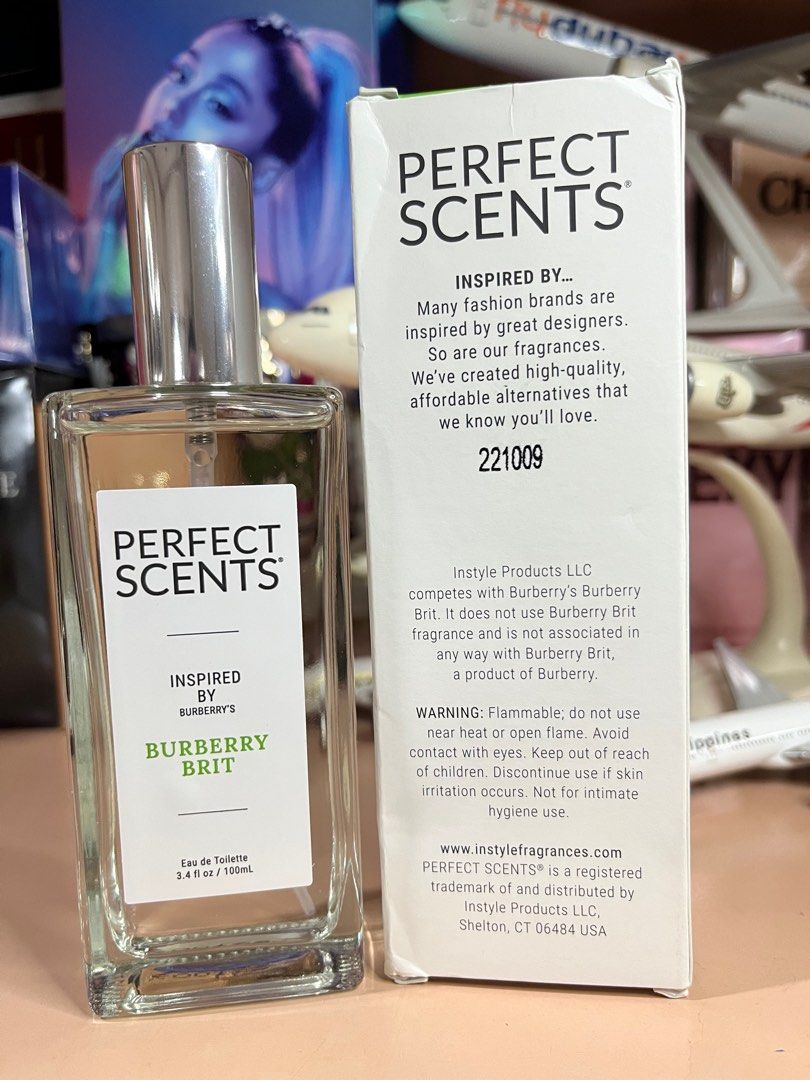 flydubai
Ch
PERFECT
SCENTS®
INSPIRED BY...
Many fashion brands are
inspired by great designers.
So are our fragrances.
We've created high-quality,
affordable alternatives that
we know you'll love.
221009
Instyle Products LLC
competes with Burberry's Burberry
Brit. It does not use Burberry Brit
fragrance and is not associated in
any way with Burberry Brit,
a product of Burberry.
WARNING: Flammable; do not use
near heat or open flame. Avoid
contact with eyes. Keep out of reach
of children. Discontinue use if skin
irritation occurs. Not for intimate
hygiene use.
www.instylefragrances.com
PERFECT SCENTS® is a registered
trademark of and distributed by
Instyle Products LLC,
Shelton, CT 06484 USA
PERFECT
SCENTS®
INSPIRED
BY
BURBERRY'S
BURBERRY
BRIT
Eau de Toilette
3.4 fl oz / 100mL
ippines